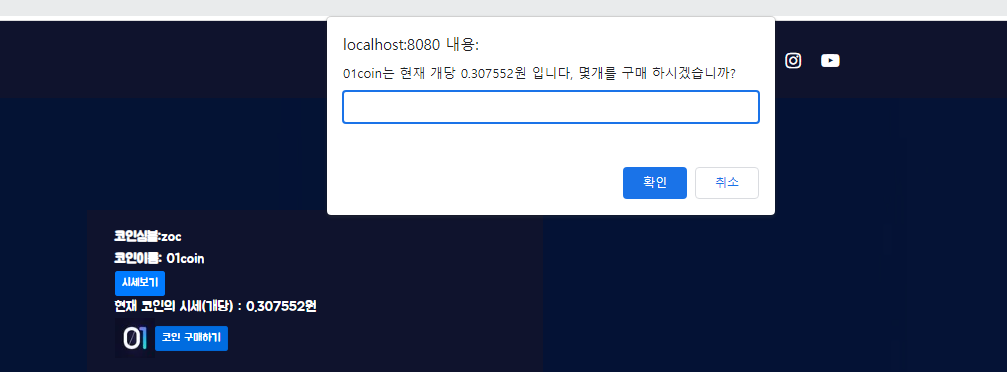 localhost:8080 내용:
01coin는 현재 개당 0.307552원 입니다, 몇개를 구매 하시겠습니까?
확인
취소
코인심볼:zoc
코인이름: 01coin
시세보기
현재 코인의 시세(개당) : 0.307552원
01
코인 구매하기